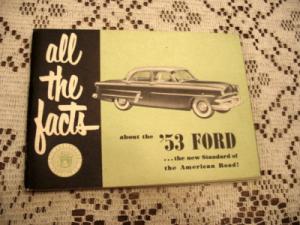 all
the
facts
about the '53 FORD
...the new Standard of
the American Road!